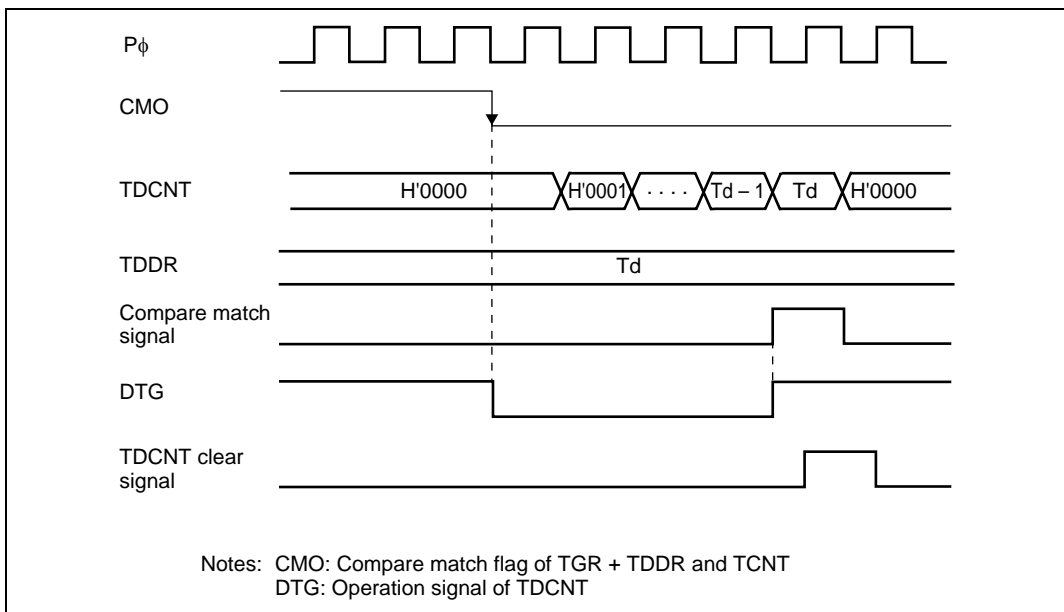 Pϕ
CMO
TDCNT
H'0000 H'0001 · · · · Td – 1 Td H'0000
TDDR
Td
Compare match
signal
DTG
TDCNT clear
signal
Notes: CMO: Compare match flag of TGR + TDDR and TCNT
DTG: Operation signal of TDCNT